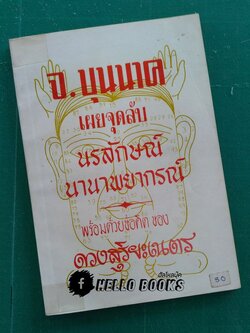 จ.บุนนาค
เผยจุดลับ
นรลักษณ์
นานาพยากรณ์
พร้อมด้วยข้อคิด ของ
ดวงสุริยะเนตร
HELLO BOOKS
50